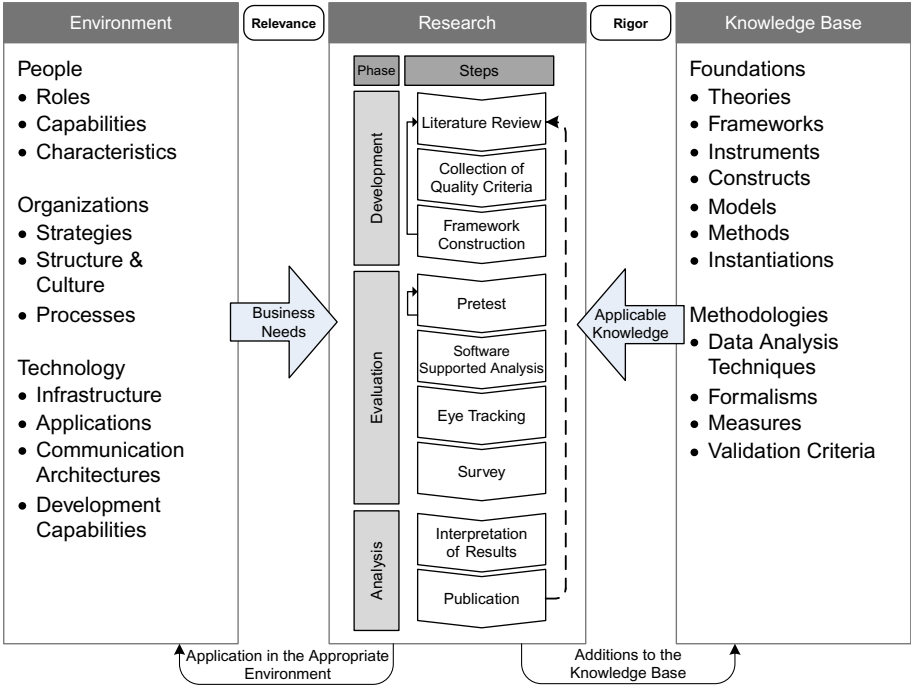 Environment
Relevance
Research
Rigor
Knowledge Base
People
• Roles
• Capabilities
• Characteristics
Organizations
• Strategies
• Structure &
Culture
• Processes
Technology
• Infrastructure
• Applications
• Communication
Architectures
• Development
Capabilities
Business
Needs
Phase
Steps
Development
Literature Review
Collection of
Quality Criteria
Framework
Construction
Evaluation
Pretest
Software
Supported Analysis
Eye Tracking
Survey
Analysis
Interpretation
of Results
Publication
Applicable
Knowledge
Foundations
• Theories
• Frameworks
• Instruments
• Constructs
• Models
• Methods
• Instantiations
Methodologies
• Data Analysis
Techniques
• Formalisms
• Measures
• Validation Criteria
Application in the Appropriate
Environment
Additions to the
Knowledge Base